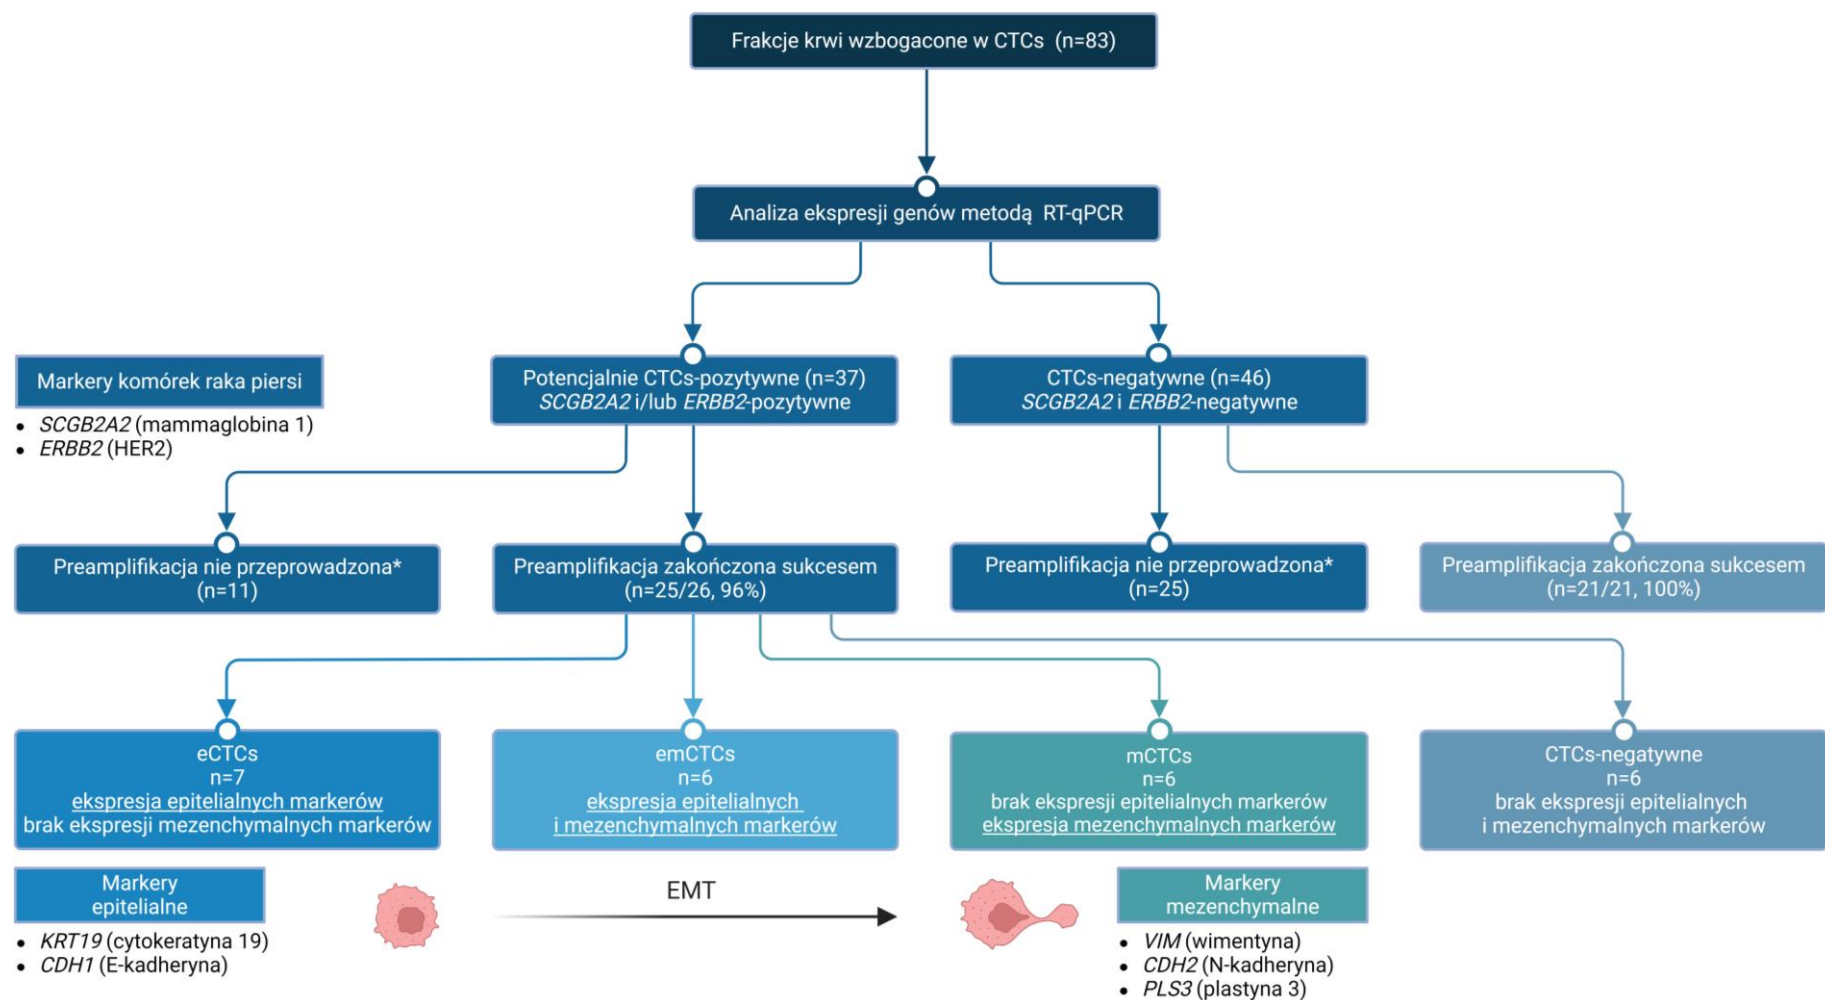 Frakcje krwi wzbogacone w CTCs (n=83)
Analiza ekspresji genów metodą RT-qPCR
Markery komórek raka piersi
• SCGB2A2 (mammaglobina 1)
• ERBB2 (HER2)
Potencjalnie CTCs-pozytywne (n=37)
SCGB2A2 i/lub ERBB2-pozytywne
CTCs-negatywne (n=46)
SCGB2A2 i ERBB2-negatywne
Preamplifikacja nie przeprowadzona*
(n=11)
Preamplifikacja zakończona sukcesem
(n=25/26, 96%)
Preamplifikacja nie przeprowadzona*
(n=25)
Preamplifikacja zakończona sukcesem
(n=21/21, 100%)
eCTCs
n=7
ekspresja epitelialnych markerów
brak ekspresji mezenchymalnych markerów
emCTCs
n=6
ekspresja epitelialnych
i mezenchymalnych markerów
mCTCs
n=6
brak ekspresji epitelialnych markerów
ekspresja mezenchymalnych markerów
CTCs-negatywne
n=6
brak ekspresji epitelialnych
i mezenchymalnych markerów
Markery
epitelialne
• KRT19 (cytokeratyna 19)
• CDH1 (E-kadheryna)
EMT
Markery
mezenchymalne
• VIM (wimentyna)
• CDH2 (N-kadheryna)
• PLS3 (plastyna 3)